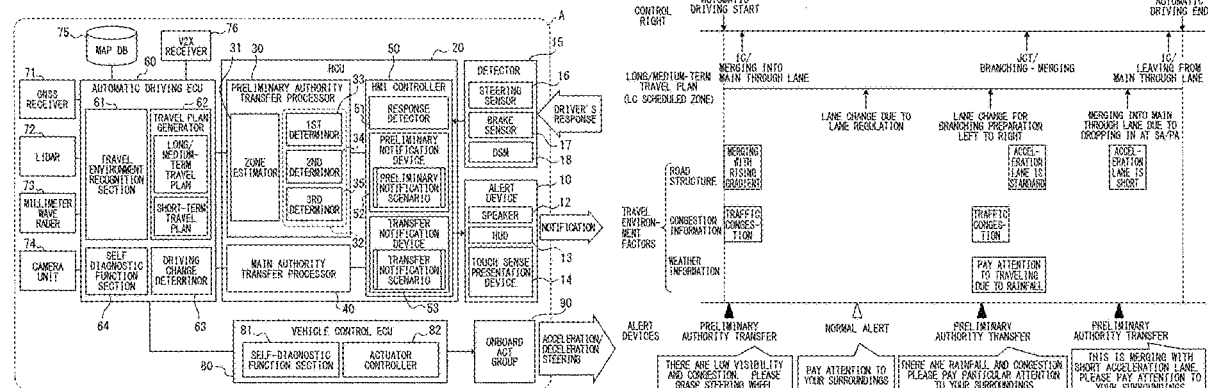 A
75
MAP DB
V2X
RECEIVER
76
60
31
30
50
20
15
71
GNSS
RECEIVER
AUTOMATIC DRIVING ECU
61
62
HCU
PRELIMINARY AUTHORITY
TRANSFER PROCESSOR
33
HMI CONTROLLER
51
RESPONSE
DETECTOR
DETECTOR
16
STEERING
SENSOR
BRAKE
SENSOR
17
DSM
18
DRIVER'S
RESPONSE
72
LIDAR
73
MILLIMETER
WAVE
RADER
74
CAMERA
UNIT
TRAVEL
ENVIRONMENT
RECOGNITION
SECTION
TRAVEL PLAN
GENERATOR
LONG/
MEDIUM-
TERM
TRAVEL
PLAN
SHORT-TERM
TRAVEL
PLAN
ZONE
ESTIMATOR
1ST
DETERMINOR
34
2ND
DETERMINOR
35
3RD
DETERMINOR
52
32
PRELIMINARY
NOTIFICATION
DEVICE
PRELIMINARY
NOTIFICATION
SCENARIO
TRANSFER
NOTIFICATION
DEVICE
TRANSFER
NOTIFICATION
SCENARIO
53
10
ALERT
DEVICE
12
SPEAKER
HUD
13
TOUCH SENSE
PRESENTATION
DEVICE
14
NOTIFICATION
SELF
DIAGNOSTIC
FUNCTION
SECTION
64
DRIVING
CHANGE
DETERMINOR
63
MAIN AUTHORITY
TRANSFER PROCESSOR
40
81
VEHICLE CONTROL ECU
82
80
SELF-DIAGNOSTIC
FUNCTION SECTION
ACTUATOR
CONTROLLER
90
ONBOARD
ACT
GROUP
ACCELERATION/
DECELERATION
STEERING
CONTROL
RIGHT
AUTOMATIC
DRIVING START
AUTOMATIC
DRIVING END
LONG/MEDIUM-TERM
TRAVEL PLAN
(LC SCHEDULED ZONE)
IC/
MERGING INTO
MAIN THROUGH LANE
JCT/
BRANCHING・MERGING
IC/
LEAVING FROM
MAIN THROUGH LANE
LANE CHANGE DUE TO
LANE REGULATION
LANE CHANGE FOR
BRANCHING PREPARATION
LEFT TO RIGHT
MERGING INTO MAIN
THROUGH LANE DUE TO
DROPPING IN AT SA/PA
TRAVEL
ENVIRON-
MENT
FACTORS
ROAD
STRUCTURE
MERGING
WITH
RISING
GRADIENT
ACCEL-
ERATION
LANE IS
STANDARD
ACCEL-
ERATION
LANE IS
SHORT
CONGESTION
INFORMATION
TRAFFIC
CONGES-
TION
TRAFFIC
CONGES-
TION
WEATHER
INFORMATION
PAY ATTENTION
TO TRAVELING
DUE TO RAINFALL
ALERT
DEVICES
PRELIMINARY
AUTHORITY TRANSFER
NORMAL ALERT
PRELIMINARY
AUTHORITY TRANSFER
PRELIMINARY
AUTHORITY TRANSFER
THERE ARE LOW VISIBILITY
AND CONGESTION. PLEASE
GRASP STEERING WHEEL
PAY ATTENTION TO
YOUR SURROUNDINGS
THERE ARE RAINFALL AND CONGESTION
PLEASE PAY PARTICULAR ATTENTION
TO YOUR SURROUNDINGS
THIS IS MERGING WITH
SHORT ACCELERATION LANE.
PLEASE PAY ATTENTION TO
YOUR SURROUNDINGS